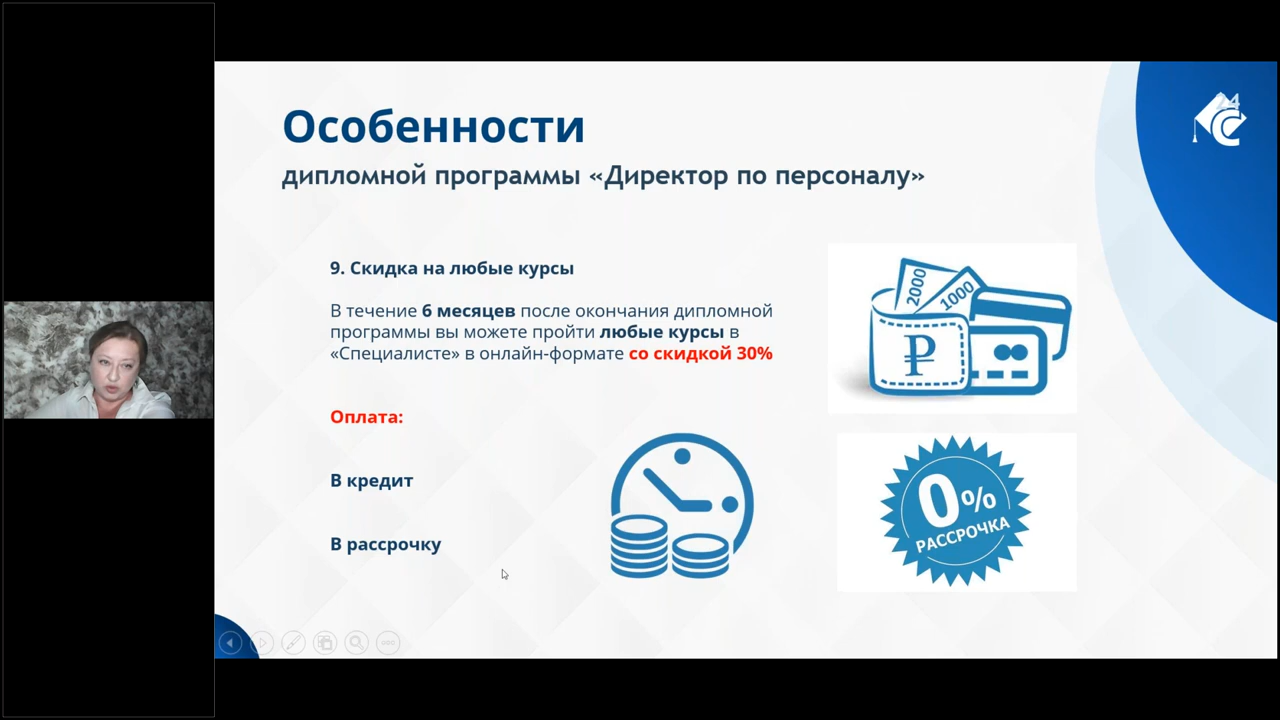 Особенности
дипломной программы «Директор по персоналу»
9. Скидка на любые курсы
В течение 6 месяцев после окончания дипломной
программы вы можете пройти любые курсы в
«Специалисте» в онлайн-формате со скидкой 30%
Оплата:
В кредит
В рассрочку
24
С
2000
1000
₽
0%
РАССРОЧКА